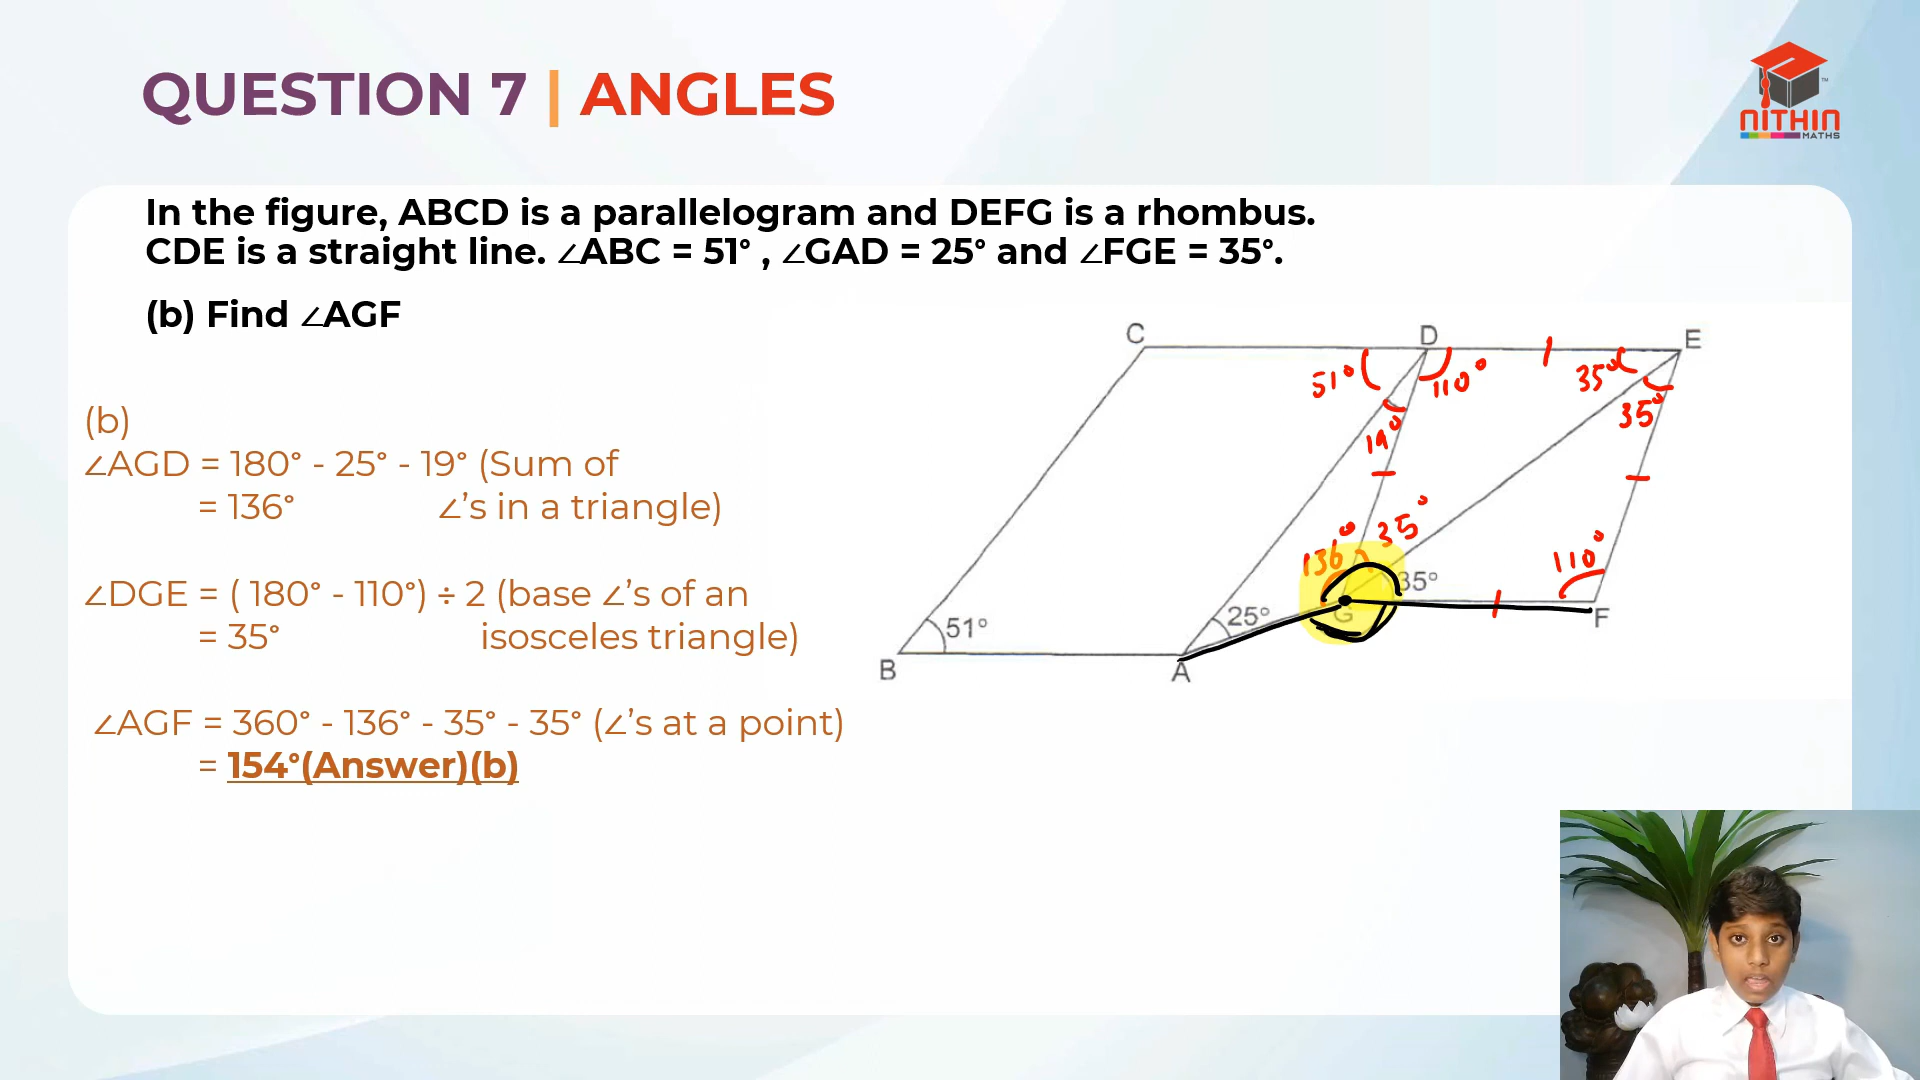 QUESTION 7 | ANGLES
NITHIN
MATHS
TM
In the figure, ABCD is a parallelogram and DEFG is a rhombus.
CDE is a straight line. ∠ABC = 51° , ∠GAD = 25° and ∠FGE = 35°.
(b) Find ∠AGF
(b)
∠AGD = 180° - 25° - 19° (Sum of
= 136° ∠'s in a triangle)
∠DGE = ( 180° - 110°) ÷ 2 (base ∠'s of an
= 35° isosceles triangle)
∠AGF = 360° - 136° - 35° - 35° (∠'s at a point)
= 154°(Answer)(b)
C D E
51° 110° 35°
35°
19°
136° 35° 110°
35°
G F
51° 25°
B A